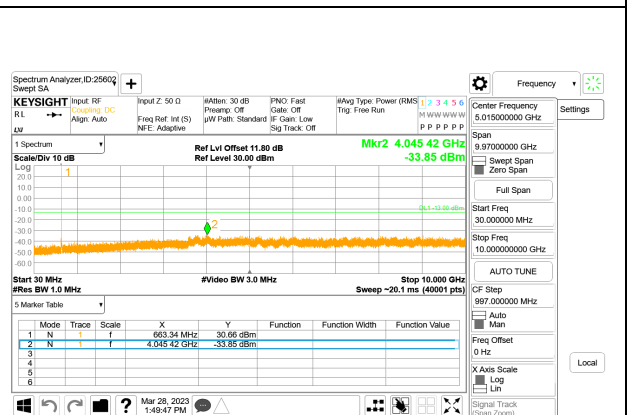 Spectrum Analyzer,ID:25602
Swept SA
Frequency
KEYSIGHT
RL
Input: RF
Coupling: DC
Align: Auto
Input Z: 50 Ω
Freq Ref: Int (S)
NFE: Adaptive
#Atten: 30 dB
Preamp: Off
µW Path: Standard
PNO: Fast
Gate: Off
IF Gain: Low
Sig Track: Off
#Avg Type: Power (RMS
Trig: Free Run
1 2 3 4 5 6
M W W W W W
P P P P P P
1 Spectrum
Scale/Div 10 dB
Log
Ref Lvl Offset 11.80 dB
Ref Level 30.00 dBm
Mkr2 4.045 42 GHz
-33.85 dBm
20.0
10.0
0.00
-10.0
-20.0
-30.0
-40.0
-50.0
-60.0
1
2
DL1 -13.00 dBm
Start 30 MHz
#Res BW 1.0 MHz
#Video BW 3.0 MHz
Stop 10.000 GHz
Sweep ~20.1 ms (40001 pts)
5 Marker Table
Mode Trace Scale X Y Function Function Width Function Value
1 N 1 f 663.34 MHz 30.66 dBm
2 N 1 f 4.045 42 GHz -33.85 dBm
3
4
5
6
Mar 28, 2023
1:49:47 PM
Center Frequency
5.015000000 GHz
Settings
Span
9.97000000 GHz
Swept Span
Zero Span
Full Span
Start Freq
30.000000 MHz
Stop Freq
10.000000000 GHz
AUTO TUNE
CF Step
997.000000 MHz
Auto
Man
Freq Offset
0 Hz
X Axis Scale
Log
Lin
Local
Signal Track
(Span Zoom)